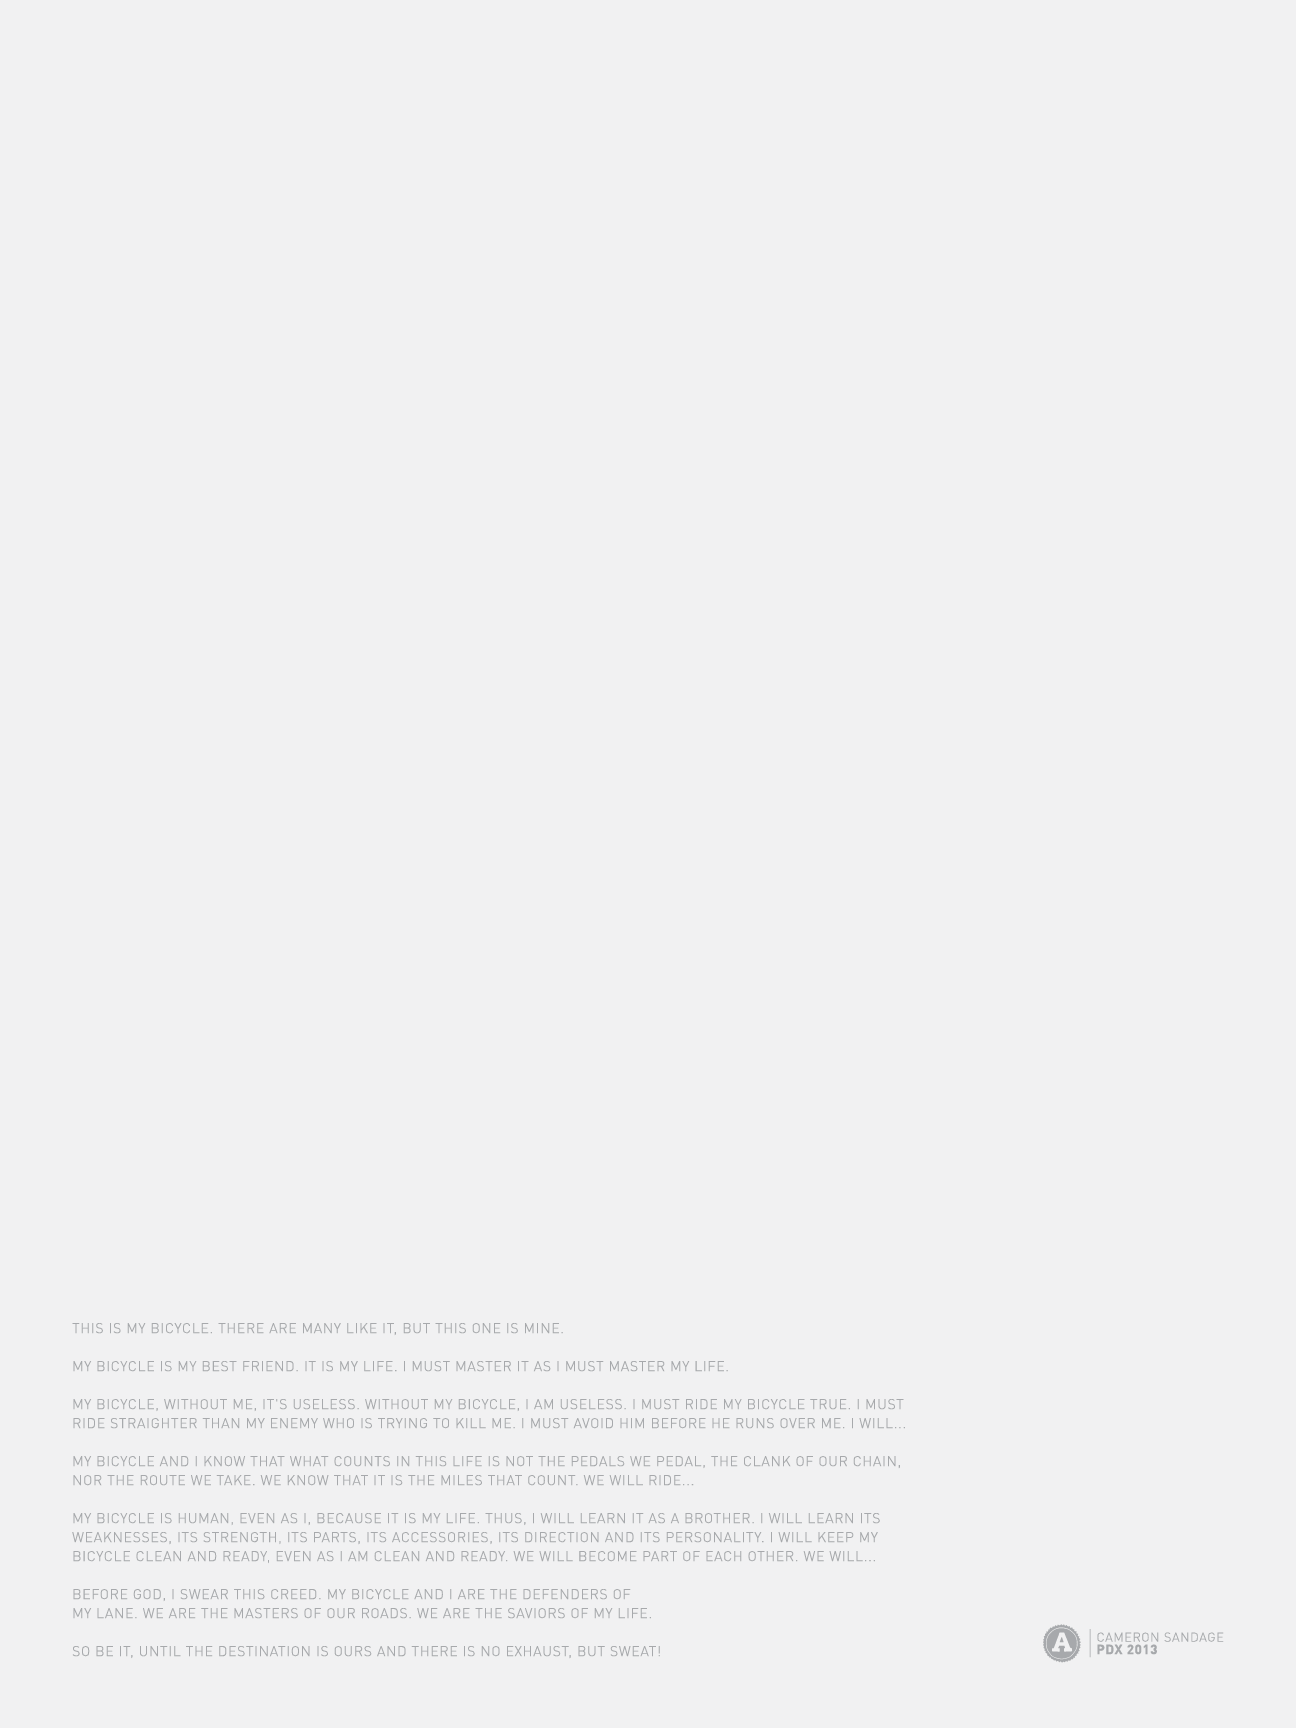 THIS IS MY BICYCLE. THERE ARE MANY LIKE IT, BUT THIS ONE IS MINE.
MY BICYCLE IS MY BEST FRIEND. IT IS MY LIFE. I MUST MASTER IT AS I MUST MASTER MY LIFE.
MY BICYCLE, WITHOUT ME, IT'S USELESS. WITHOUT MY BICYCLE, I AM USELESS. I MUST RIDE MY BICYCLE TRUE. I MUST
RIDE STRAIGHTER THAN MY ENEMY WHO IS TRYING TO KILL ME. I MUST AVOID HIM BEFORE HE RUNS OVER ME. I WILL...
MY BICYCLE AND I KNOW THAT WHAT COUNTS IN THIS LIFE IS NOT THE PEDALS WE PEDAL, THE CLANK OF OUR CHAIN,
NOR THE ROUTE WE TAKE. WE KNOW THAT IT IS THE MILES THAT COUNT. WE WILL RIDE...
MY BICYCLE IS HUMAN, EVEN AS I, BECAUSE IT IS MY LIFE. THUS, I WILL LEARN IT AS A BROTHER. I WILL LEARN ITS
WEAKNESSES, ITS STRENGTH, ITS PARTS, ITS ACCESSORIES, ITS DIRECTION AND ITS PERSONALITY. I WILL KEEP MY
BICYCLE CLEAN AND READY, EVEN AS I AM CLEAN AND READY. WE WILL BECOME PART OF EACH OTHER. WE WILL...
BEFORE GOD, I SWEAR THIS CREED. MY BICYCLE AND I ARE THE DEFENDERS OF
MY LANE. WE ARE THE MASTERS OF OUR ROADS. WE ARE THE SAVIORS OF MY LIFE.
SO BE IT, UNTIL THE DESTINATION IS OURS AND THERE IS NO EXHAUST, BUT SWEAT!
A
CAMERON SANDAGE
PDX 2013